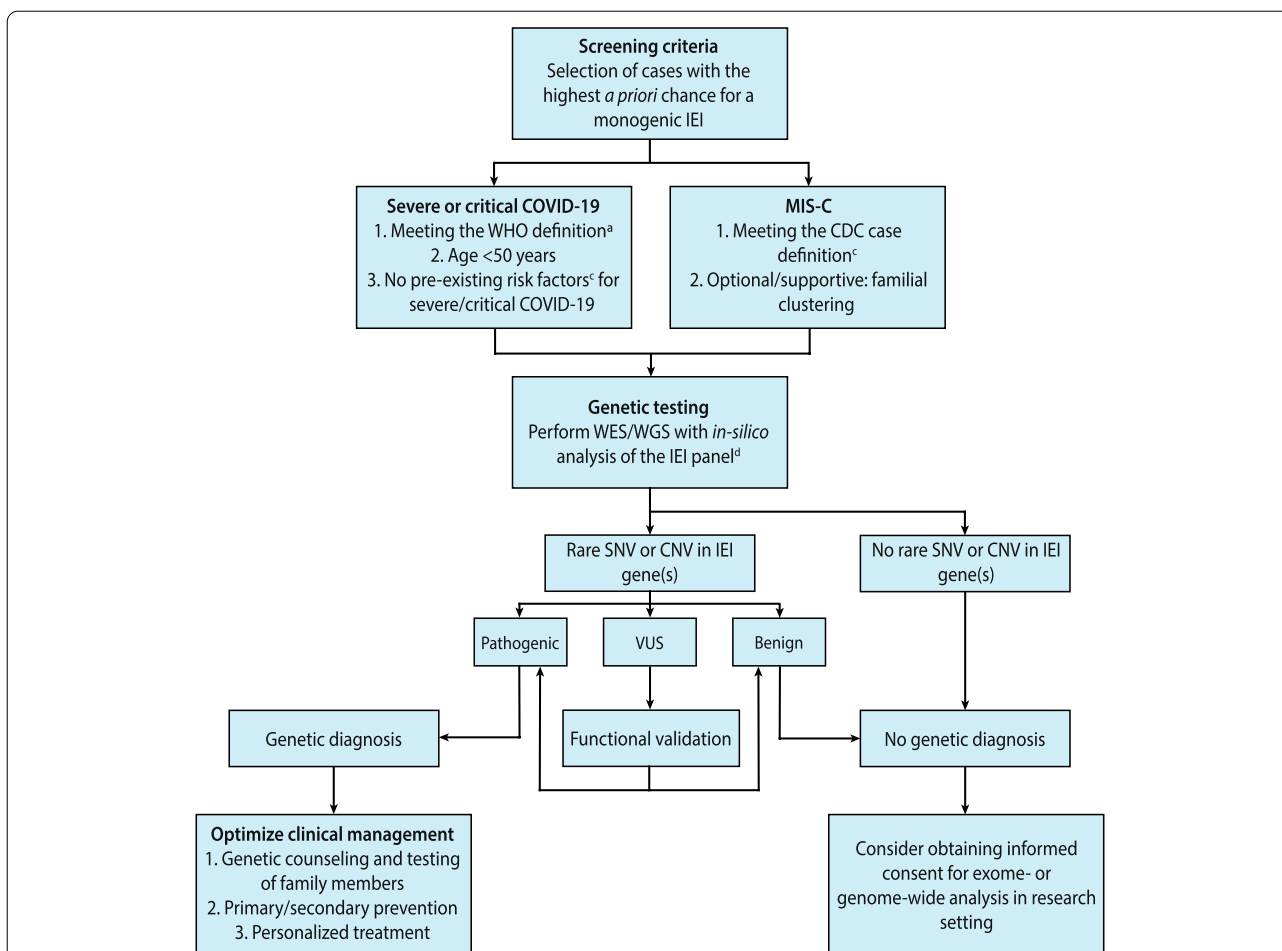 Screening criteria
Selection of cases with the
highest a priori chance for a
monogenic IEI
Severe or critical COVID-19
1. Meeting the WHO definitionᵃ
2. Age <50 years
3. No pre-existing risk factorsᶜ for
severe/critical COVID-19
MIS-C
1. Meeting the CDC case
definitionᶜ
2. Optional/supportive: familial
clustering
Genetic testing
Perform WES/WGS with in-silico
analysis of the IEI panelᵈ
Rare SNV or CNV in IEI
gene(s)
No rare SNV or CNV in IEI
gene(s)
Pathogenic
VUS
Benign
Genetic diagnosis
Functional validation
No genetic diagnosis
Optimize clinical management
1. Genetic counseling and testing
of family members
2. Primary/secondary prevention
3. Personalized treatment
Consider obtaining informed
consent for exome- or
genome-wide analysis in research
setting